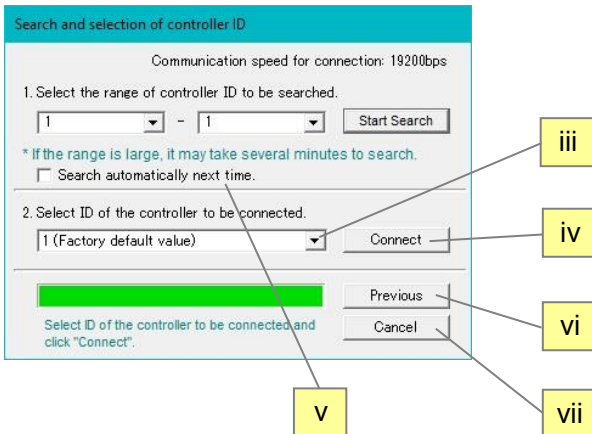 Search and selection of controller ID
Communication speed for connection: 19200bps
1. Select the range of controller ID to be searched.
1 - 1 Start Search
* If the range is large, it may take several minutes to search.
Search automatically next time.
iii
2. Select ID of the controller to be connected.
1 (Factory default value) Connect
iv
Previous
Select ID of the controller to be connected and
click "Connect".
Cancel
vi
v
vii